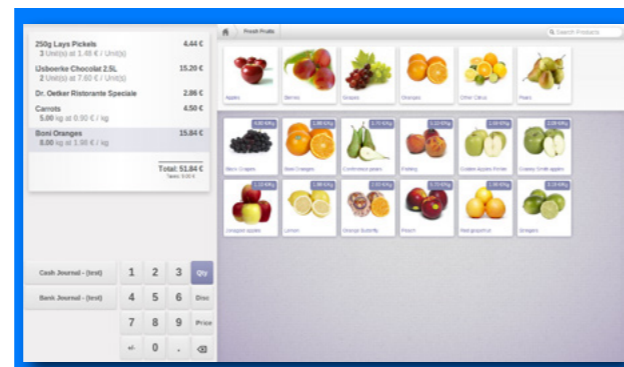 250g Lays Pickels 4.44 €
3 Unit(s) at 1.48 € / Unit(s)
IJsboerke Chocolat 2.5L 15.20 €
2 Unit(s) at 7.60 € / Unit(s)
Dr. Oetker Ristorante Speciale 2.86 €
Carrots 4.50 €
5.00 kg at 0.90 € / kg
Boni Oranges 15.84 €
8.00 kg at 1.98 € / kg
Total: 51.84 €
Fresh Fruits
Search Products
Apples Berries Grapes Oranges Other Citrus Pears
Black Grapes Boni Oranges Conference pears Golden Apples Perlim Granny Smith apples
Jonagold apples Lemon Orange Butterfly Peach Red grapefruit
Cash Journal - (test) 1 2 3 Qty
Bank Journal - (test) 4 5 6 Disc
7 8 9 Price
+/- 0 .